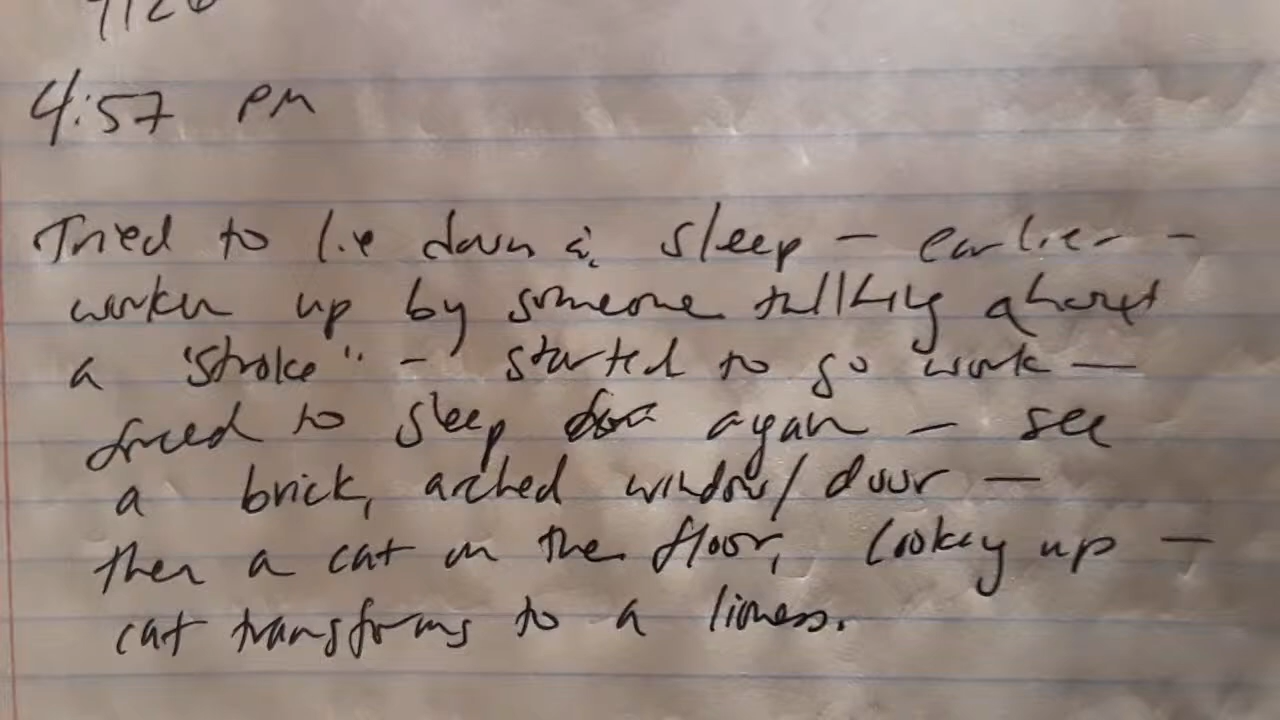 4:57 PM
Tried to lie down & sleep - earlier -
woken up by someone talking about
a "stroke" - started to go work -
tried to sleep again - see
a brick, arched window/door -
then a cat on the floor, looking up -
cat transforms to a lioness.